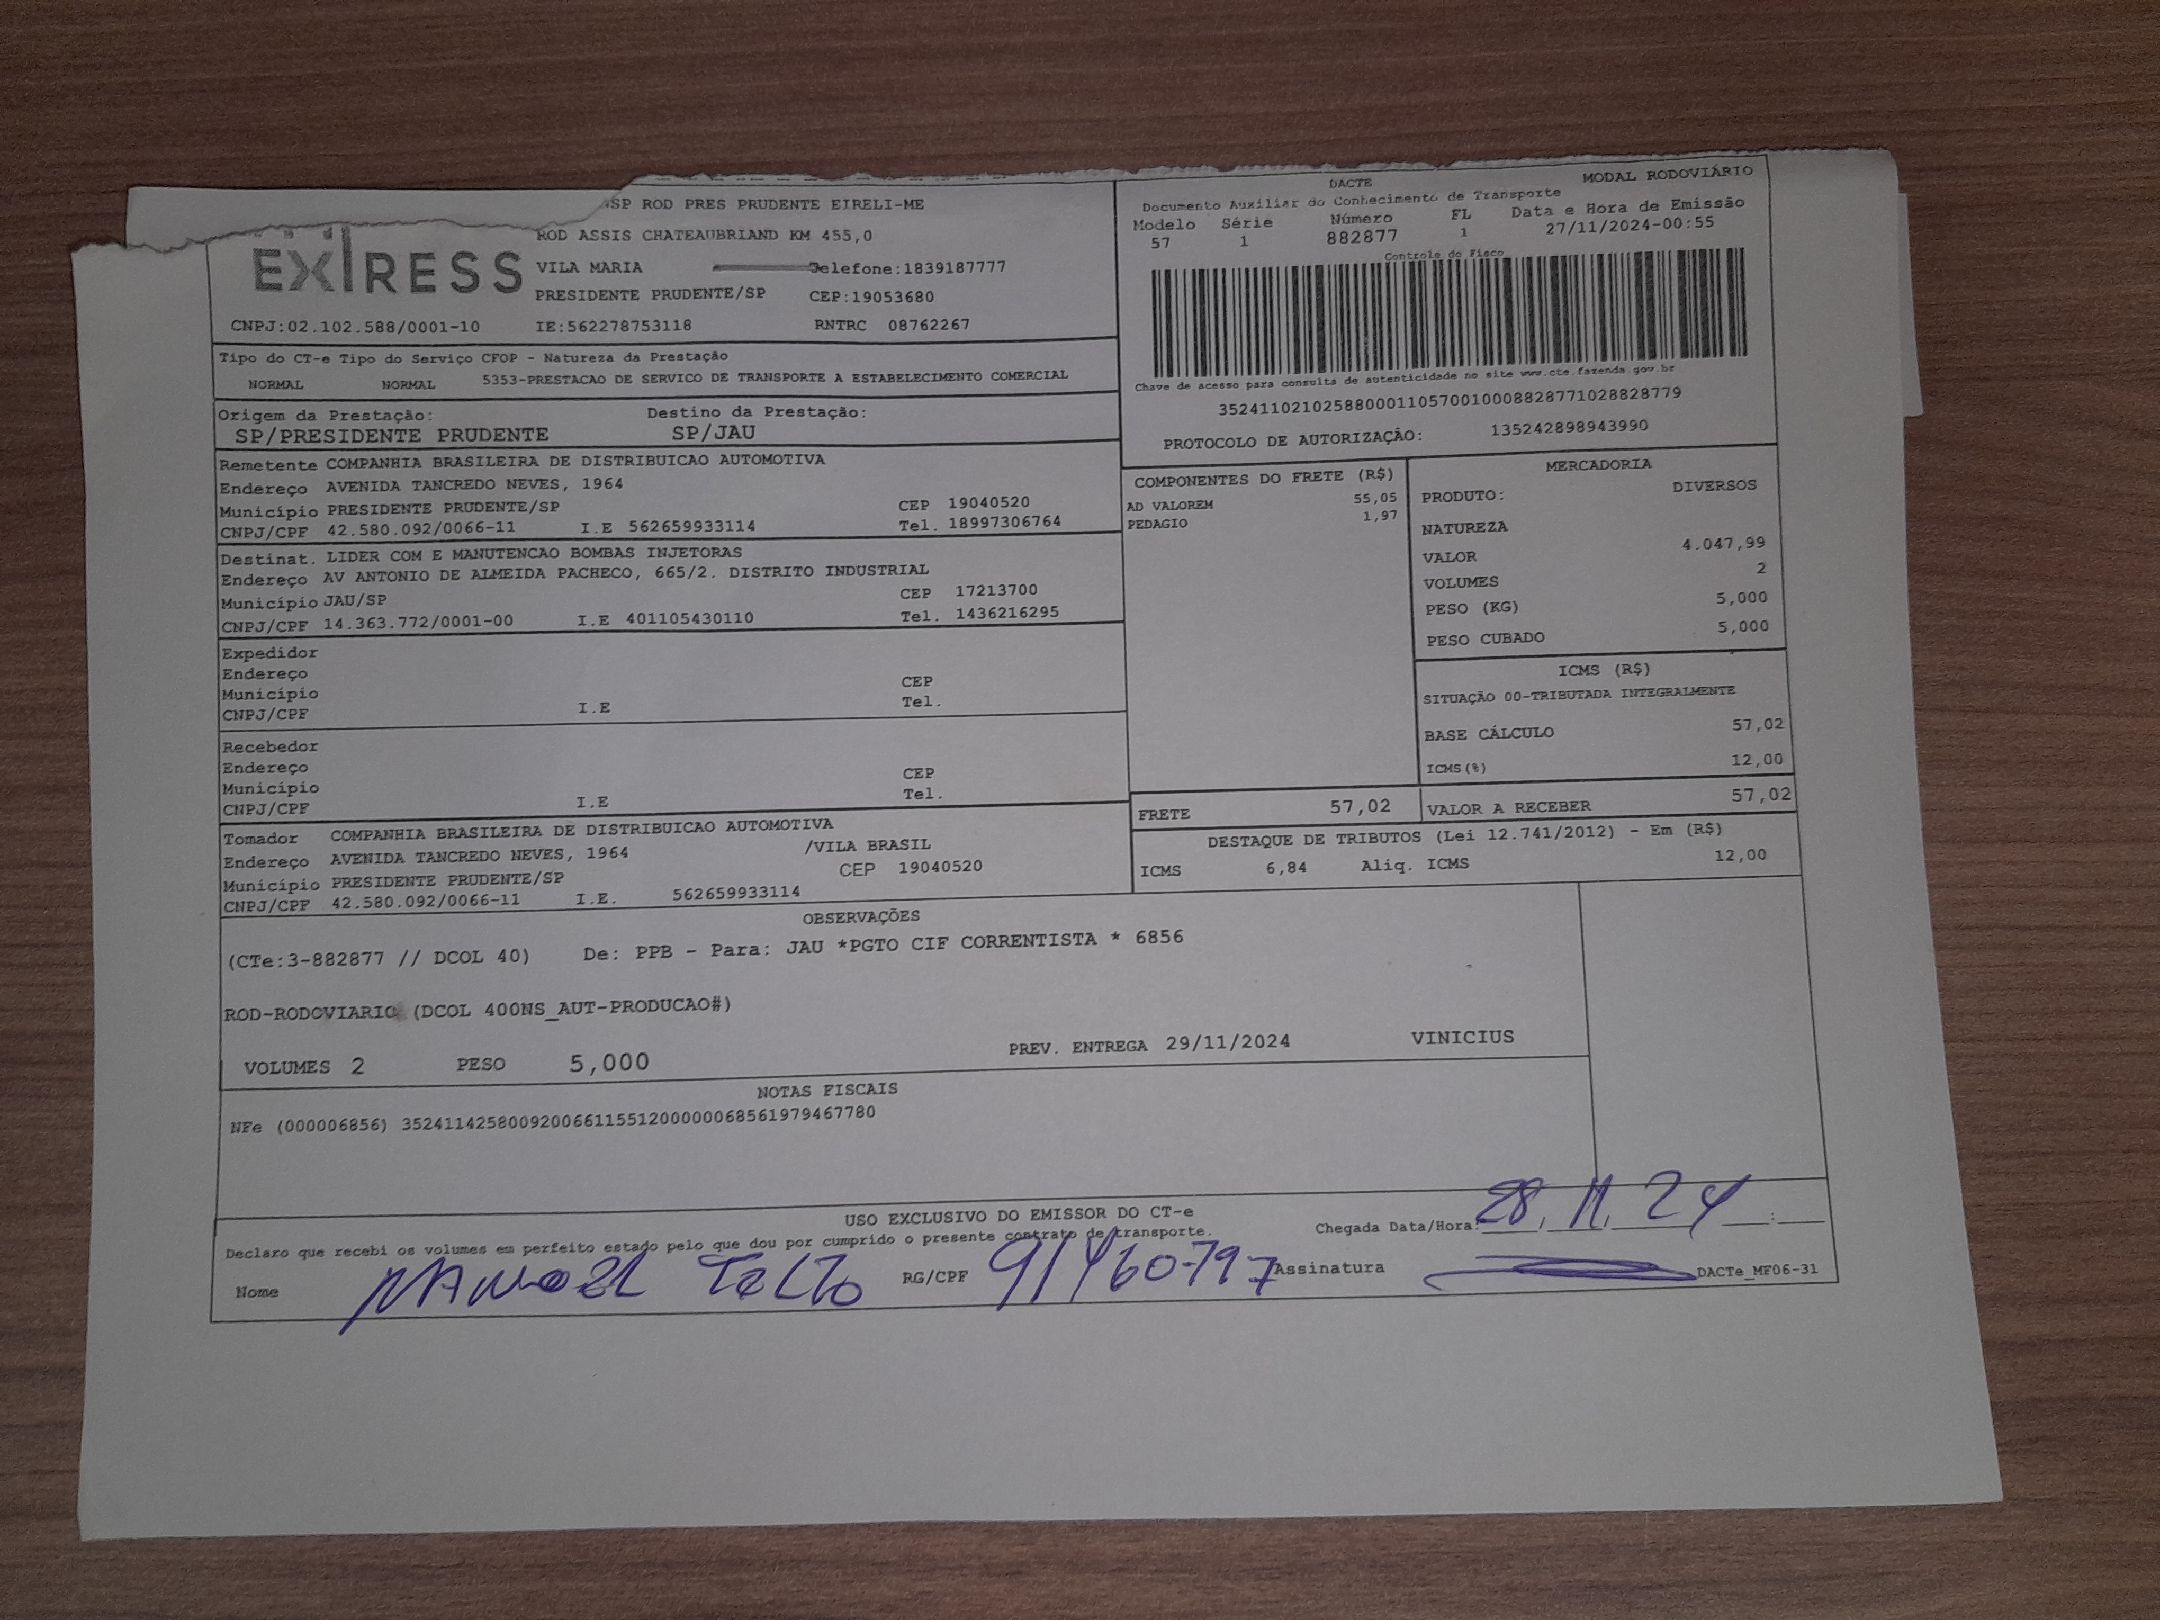 NSP ROD PRES PRUDENTE EIRELI-ME
ROD ASSIS CHATEAUBRIAND KM 455,0
EXPRESS
VILA MARIA Telefone:1839187777
PRESIDENTE PRUDENTE/SP CEP:19053680
CNPJ:02.102.588/0001-10 IE:562278753118 RNTRC 08762267
DACTE MODAL RODOVIÁRIO
Documento Auxiliar do Conhecimento de Transporte
Modelo Série Número FL Data e Hora de Emissão
57 1 882877 1 27/11/2024-00:55
Controle do Fisco
Chave de acesso para consulta de autenticidade no site www.cte.fazenda.gov.br
35241102102588000110570010008828771028828779
PROTOCOLO DE AUTORIZAÇÃO: 135242898943990
Tipo do CT-e Tipo do Serviço CFOP - Natureza da Prestação
NORMAL NORMAL 5353-PRESTACAO DE SERVICO DE TRANSPORTE A ESTABELECIMENTO COMERCIAL
Origem da Prestação: Destino da Prestação:
SP/PRESIDENTE PRUDENTE SP/JAU
Remetente COMPANHIA BRASILEIRA DE DISTRIBUICAO AUTOMOTIVA
Endereço AVENIDA TANCREDO NEVES, 1964
Município PRESIDENTE PRUDENTE/SP CEP 19040520
CNPJ/CPF 42.580.092/0066-11 I.E 562659933114 Tel. 18997306764
Destinat. LIDER COM E MANUTENCAO BOMBAS INJETORAS
Endereço AV ANTONIO DE ALMEIDA PACHECO, 665/2. DISTRITO INDUSTRIAL
Município JAU/SP CEP 17213700
CNPJ/CPF 14.363.772/0001-00 I.E 401105430110 Tel. 1436216295
Expedidor
Endereço
Município CEP
CNPJ/CPF I.E Tel.
Recebedor
Endereço
Município CEP
CNPJ/CPF I.E Tel.
Tomador COMPANHIA BRASILEIRA DE DISTRIBUICAO AUTOMOTIVA
Endereço AVENIDA TANCREDO NEVES, 1964 /VILA BRASIL
Município PRESIDENTE PRUDENTE/SP CEP 19040520
CNPJ/CPF 42.580.092/0066-11 I.E. 562659933114
COMPONENTES DO FRETE (R$)
AD VALOREM 55,05
PEDAGIO 1,97
MERCADORIA
PRODUTO: DIVERSOS
NATUREZA
VALOR 4.047,99
VOLUMES 2
PESO (KG) 5,000
PESO CUBADO 5,000
ICMS (R$)
SITUAÇÃO 00-TRIBUTADA INTEGRALMENTE
BASE CÁLCULO 57,02
ICMS(%) 12,00
FRETE 57,02 VALOR A RECEBER 57,02
DESTAQUE DE TRIBUTOS (Lei 12.741/2012) - Em (R$)
ICMS 6,84 Aliq. ICMS 12,00
OBSERVAÇÕES
(CTe:3-882877 // DCOL 40) De: PPB - Para: JAU *PGTO CIF CORRENTISTA * 6856
ROD-RODOVIARIO (DCOL 400NS_AUT-PRODUCAO#)
VOLUMES 2 PESO 5,000 PREV. ENTREGA 29/11/2024 VINICIUS
NOTAS FISCAIS
NFe (000006856) 35241142580092006611551200000068561979467780
USO EXCLUSIVO DO EMISSOR DO CT-e
Declaro que recebi os volumes em perfeito estado pelo que dou por cumprido o presente contrato de transporte.
Chegada Data/Hora: 28/11/24 :
Nome MANOEL RG/CPF Assinatura DACTe_MF06-31